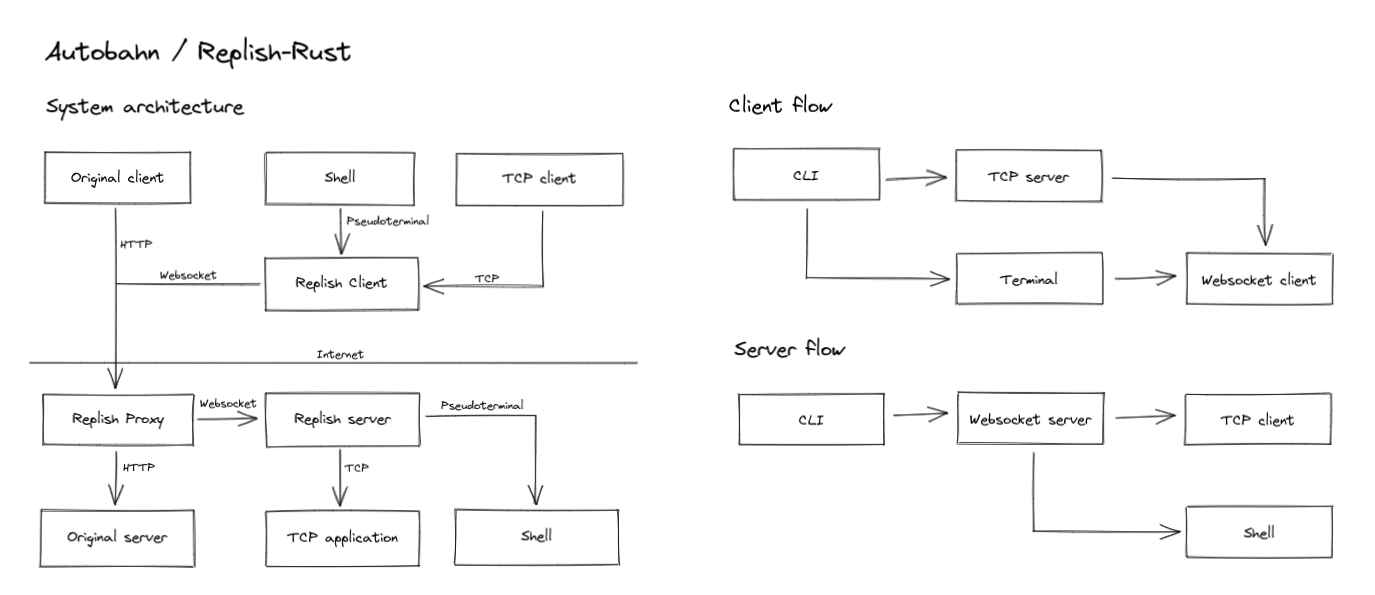 Autobahn / Replish-Rust
System architecture
Original client
Shell
TCP client
Pseudoterminal
HTTP
Websocket
Replish Client
TCP
Internet
Replish Proxy
Websocket
Replish server
Pseudoterminal
HTTP
TCP
Original server
TCP application
Shell
Client flow
CLI
TCP server
Terminal
Websocket client
Server flow
CLI
Websocket server
TCP client
Shell